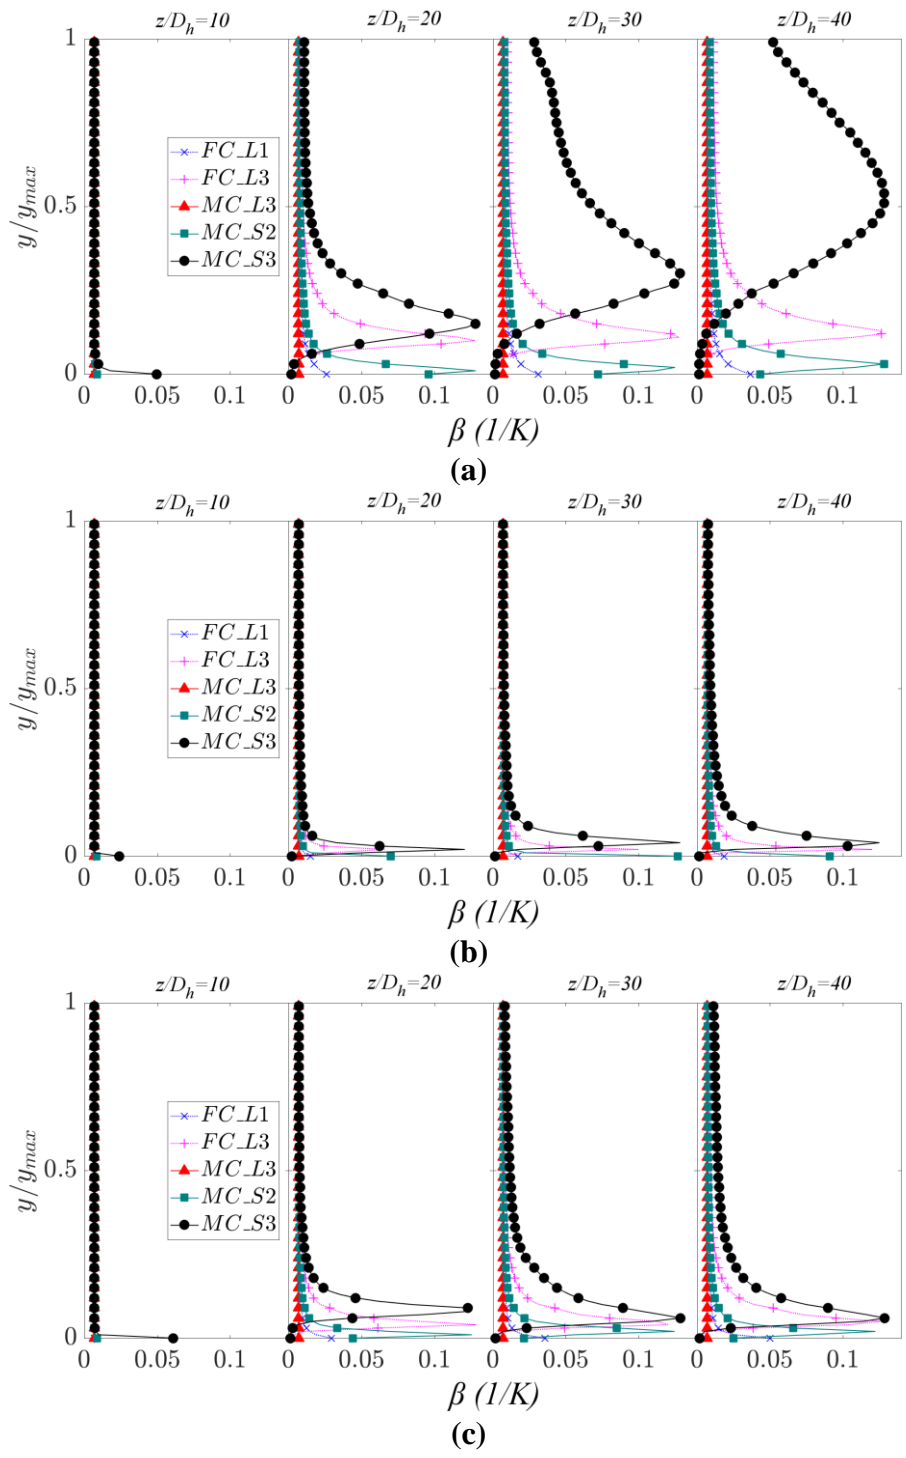 z/D_h=10 z/D_h=20 z/D_h=30 z/D_h=40
1
0.5
0
y/y_max
FC_L1
FC_L3
MC_L3
MC_S2
MC_S3
0 0.05 0.1 0 0.05 0.1 0 0.05 0.1 0 0.05 0.1
β (1/K)
(a)
z/D_h=10 z/D_h=20 z/D_h=30 z/D_h=40
1
0.5
0
y/y_max
FC_L1
FC_L3
MC_L3
MC_S2
MC_S3
0 0.05 0.1 0 0.05 0.1 0 0.05 0.1 0 0.05 0.1
β (1/K)
(b)
z/D_h=10 z/D_h=20 z/D_h=30 z/D_h=40
1
0.5
0
y/y_max
FC_L1
FC_L3
MC_L3
MC_S2
MC_S3
0 0.05 0.1 0 0.05 0.1 0 0.05 0.1 0 0.05 0.1
β (1/K)
(c)